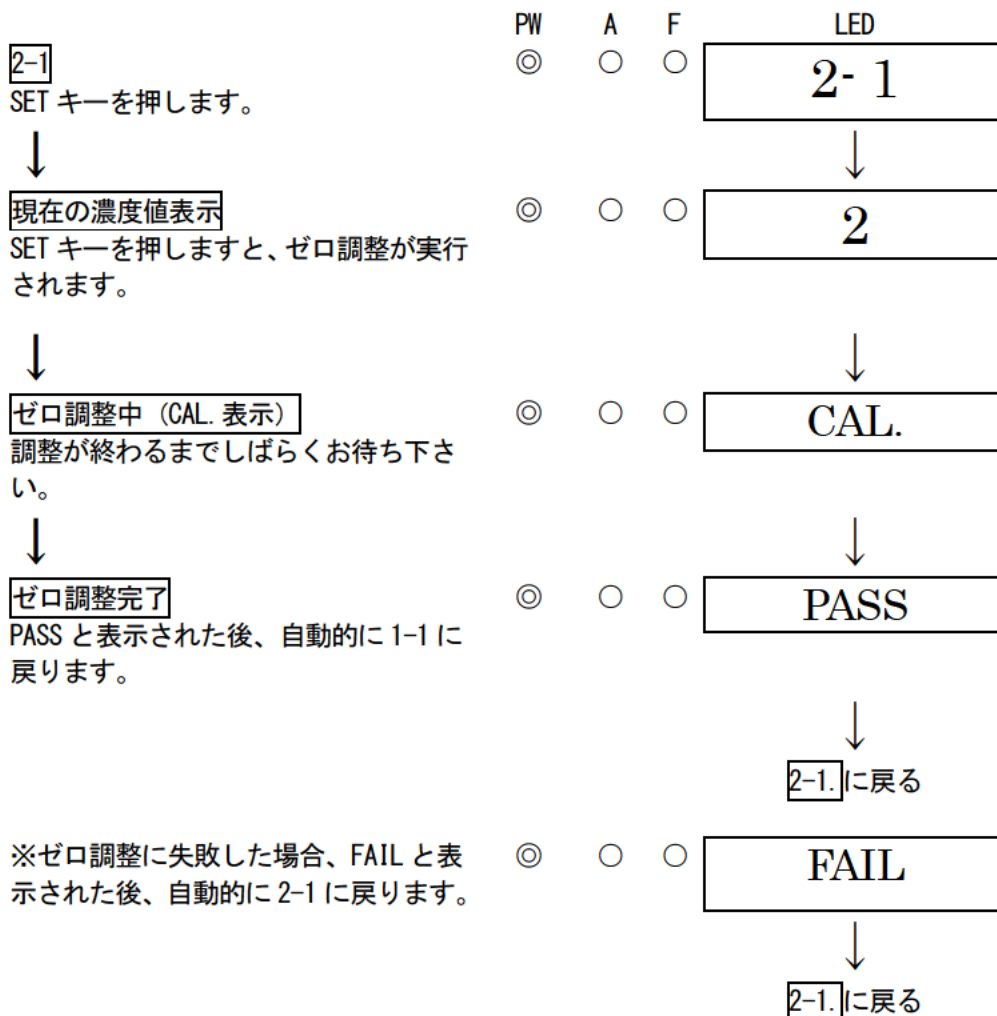 PW A F LED
2-1 ◎ ○ ○ 2- 1
SET キーを押します。
↓ ↓
現在の濃度値表示 ◎ ○ ○ 2
SET キーを押しますと、ゼロ調整が実行
されます。
↓ ↓
ゼロ調整中（CAL. 表示） ◎ ○ ○ CAL.
調整が終わるまでしばらくお待ち下さ
い。
↓ ↓
ゼロ調整完了 ◎ ○ ○ PASS
PASS と表示された後、自動的に 1-1 に
戻ります。
↓
2-1. に戻る
※ゼロ調整に失敗した場合、FAIL と表 ◎ ○ ○ FAIL
示された後、自動的に 2-1 に戻ります。
↓
2-1. に戻る